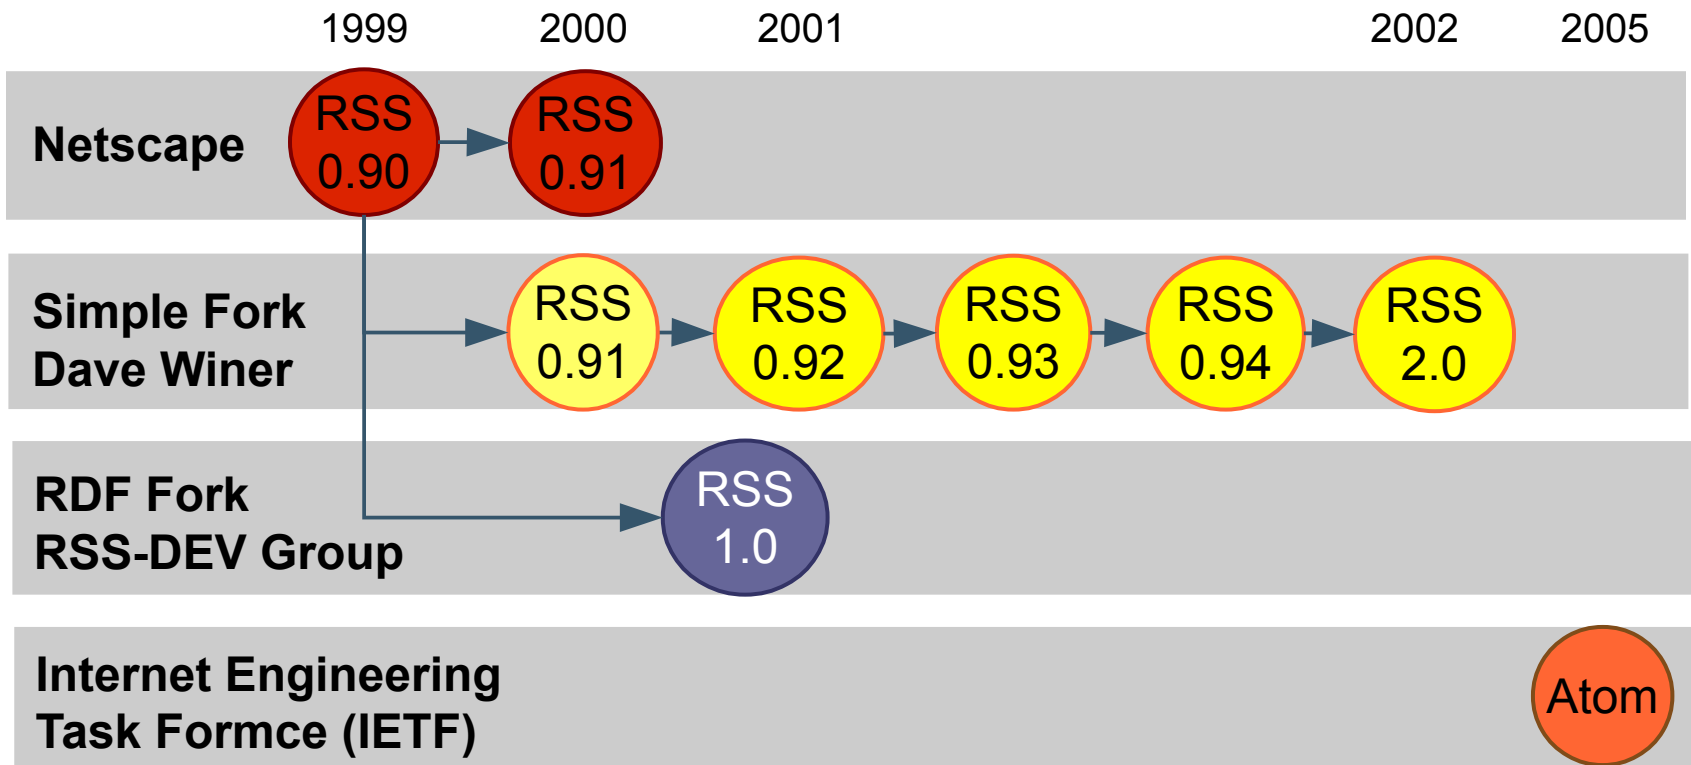 1999 2000 2001 2002 2005
Netscape
RSS
0.90
RSS
0.91
Simple Fork
Dave Winer
RSS
0.91
RSS
0.92
RSS
0.93
RSS
0.94
RSS
2.0
RDF Fork
RSS-DEV Group
RSS
1.0
Internet Engineering
Task Formce (IETF)
Atom